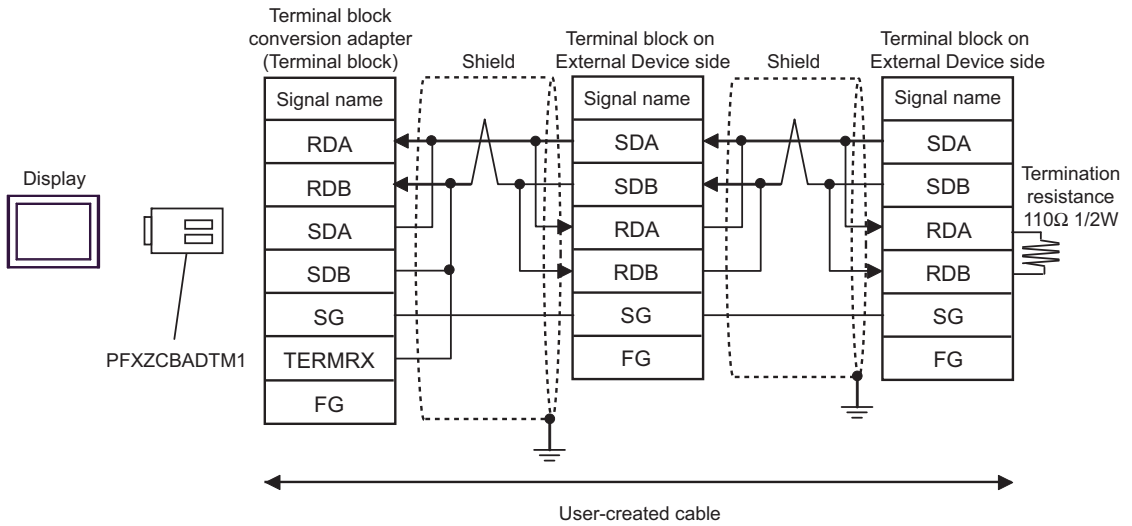 Terminal block
conversion adapter
(Terminal block)
Shield
Terminal block on
External Device side
Shield
Terminal block on
External Device side
Display
PFXZCBADTM1
Signal name
RDA
RDB
SDA
SDB
SG
TERMRX
FG
Signal name
SDA
SDB
RDA
RDB
SG
FG
Signal name
SDA
SDB
RDA
RDB
SG
FG
Termination
resistance
110Ω 1/2W
User-created cable